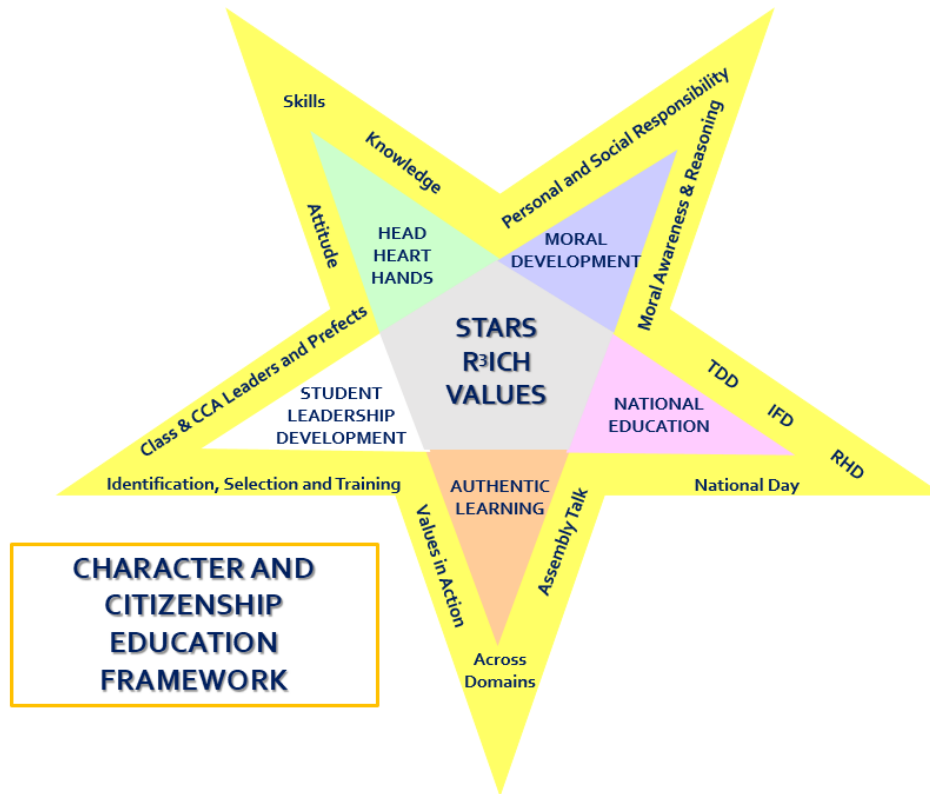 Skills
Knowledge
Attitude
HEAD
HEART
HANDS
Personal and Social Responsibility
Moral Awareness & Reasoning
MORAL
DEVELOPMENT
STARS
R³ICH
VALUES
Class & CCA Leaders and Prefects
STUDENT
LEADERSHIP
DEVELOPMENT
Identification, Selection and Training
NATIONAL
EDUCATION
TDD
IFD
RHD
National Day
AUTHENTIC
LEARNING
Values in Action
Assembly Talk
Across
Domains
CHARACTER AND
CITIZENSHIP
EDUCATION
FRAMEWORK